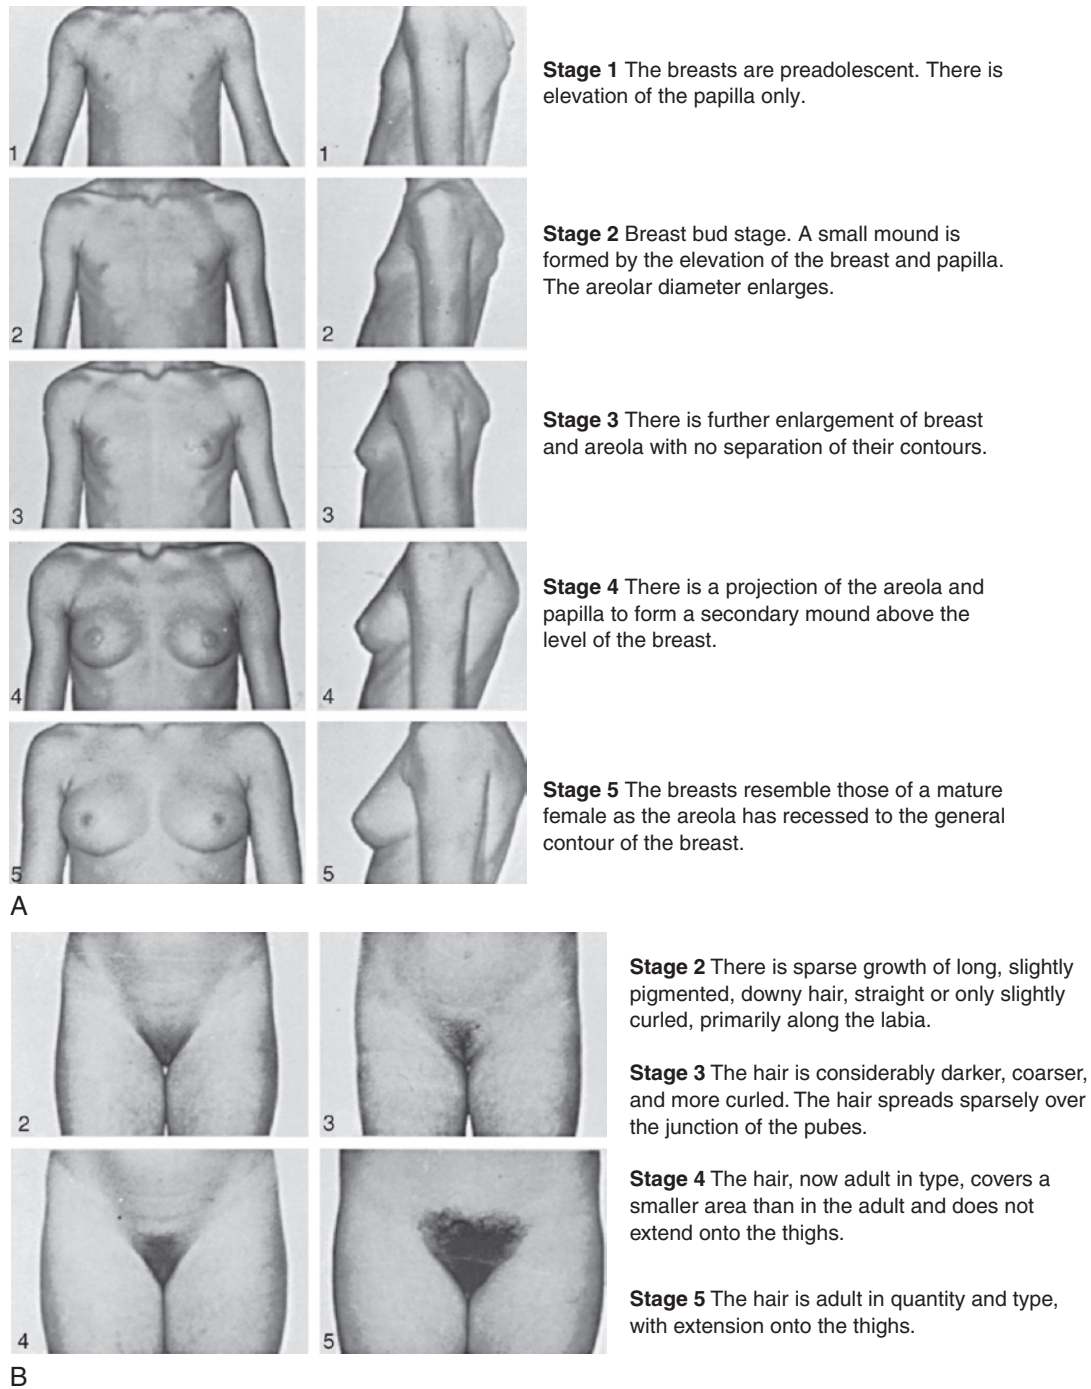 1
1
Stage 1 The breasts are preadolescent. There is
elevation of the papilla only.
2
2
Stage 2 Breast bud stage. A small mound is
formed by the elevation of the breast and papilla.
The areolar diameter enlarges.
3
3
Stage 3 There is further enlargement of breast
and areola with no separation of their contours.
4
4
Stage 4 There is a projection of the areola and
papilla to form a secondary mound above the
level of the breast.
5
5
Stage 5 The breasts resemble those of a mature
female as the areola has recessed to the general
contour of the breast.
A
2
3
Stage 2 There is sparse growth of long, slightly
pigmented, downy hair, straight or only slightly
curled, primarily along the labia.
Stage 3 The hair is considerably darker, coarser,
and more curled. The hair spreads sparsely over
the junction of the pubes.
4
5
Stage 4 The hair, now adult in type, covers a
smaller area than in the adult and does not
extend onto the thighs.
Stage 5 The hair is adult in quantity and type,
with extension onto the thighs.
B